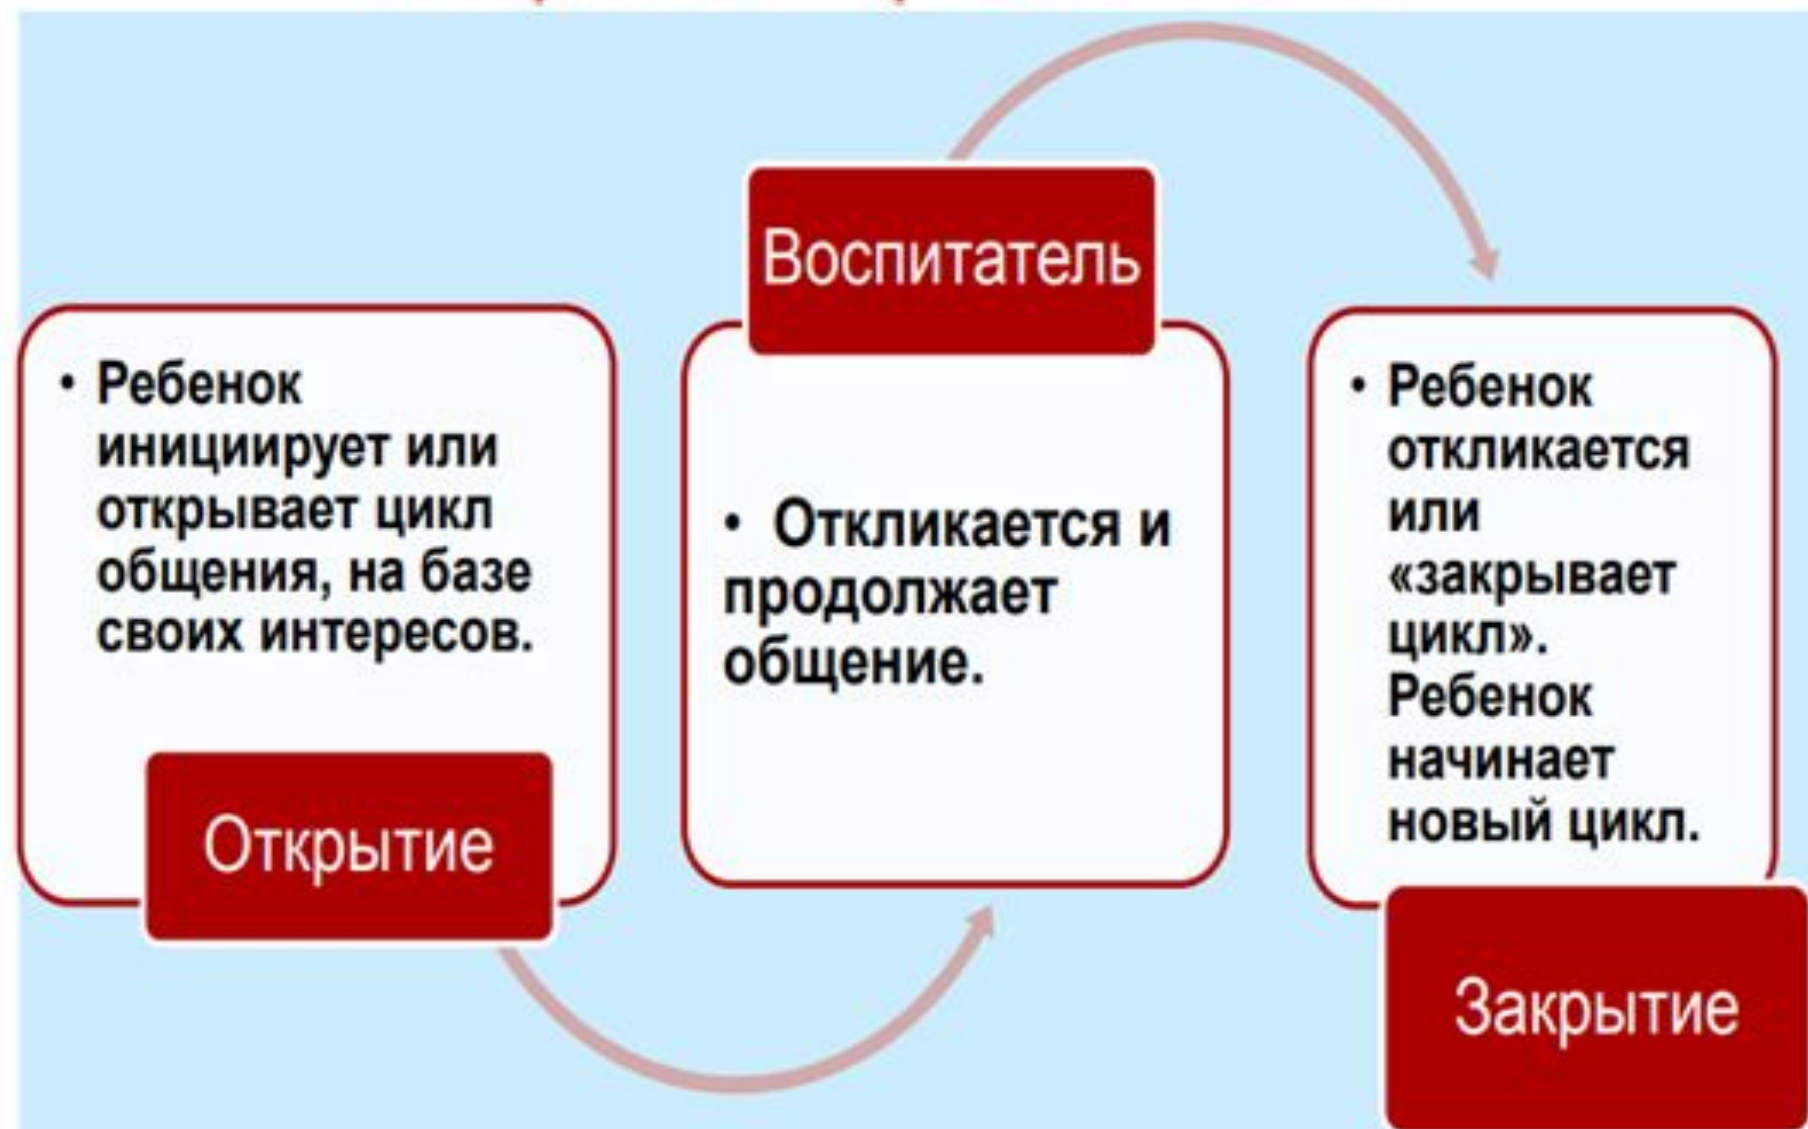 • Ребенок
инициирует или
открывает цикл
общения, на базе
своих интересов.
Открытие
Воспитатель
• Откликается и
продолжает
общение.
• Ребенок
откликается
или
«закрывает
цикл».
Ребенок
начинает
новый цикл.
Закрытие